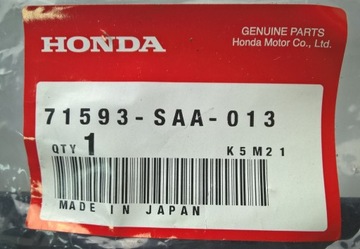 HONDA
GENUINE PARTS
Honda Motor Co., Ltd.
71593-SAA-013
QTY 1 K5M21
MADE IN JAPAN